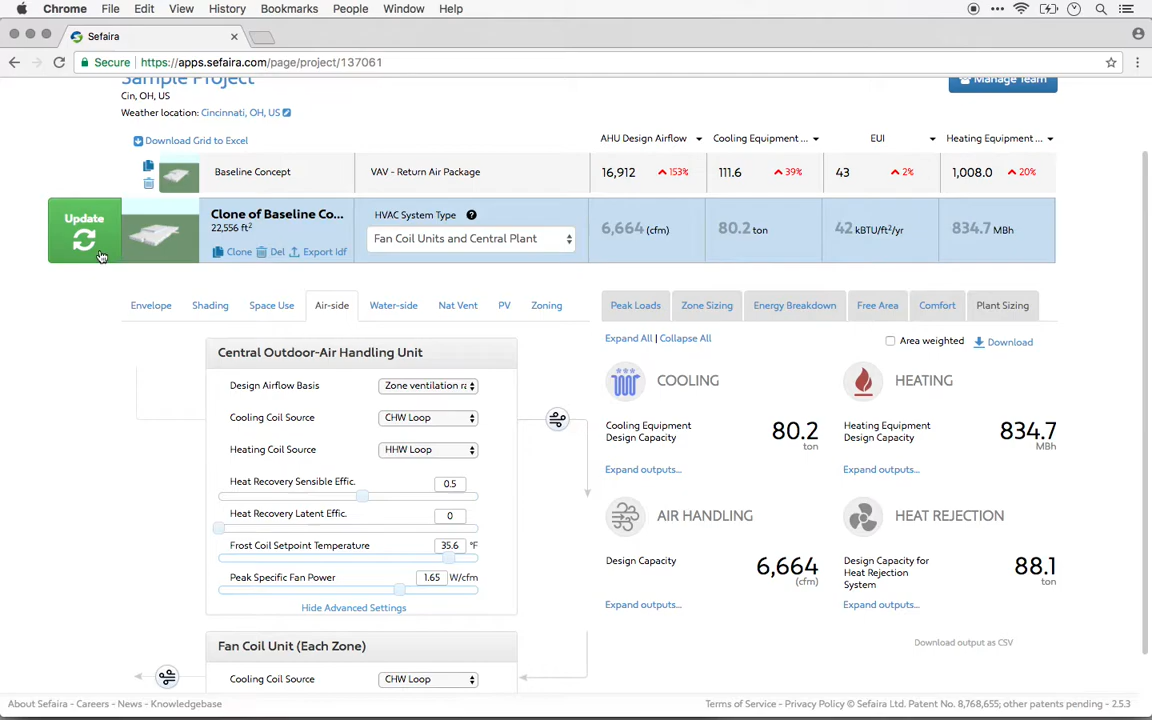 Chrome File Edit View History Bookmarks People Window Help
Sefaira
Secure https://apps.sefaira.com/page/project/137061
Sample Project
Manage Team
Cin, OH, US
Weather location: Cincinnati, OH, US
Download Grid to Excel
AHU Design Airflow
Cooling Equipment ...
EUI
Heating Equipment ...
Baseline Concept
VAV - Return Air Package
16,912 153%
111.6 39%
43 2%
1,008.0 20%
Update
Clone of Baseline Co...
22,556 ft²
Clone Del Export Idf
HVAC System Type ?
Fan Coil Units and Central Plant
6,664 (cfm)
80.2 ton
42 kBTU/ft²/yr
834.7 MBh
Envelope Shading Space Use Air-side Water-side Nat Vent PV Zoning
Peak Loads Zone Sizing Energy Breakdown Free Area Comfort Plant Sizing
Expand All | Collapse All
Area weighted
Download
Central Outdoor-Air Handling Unit
Design Airflow Basis Zone ventilation ra
Cooling Coil Source CHW Loop
Heating Coil Source HHW Loop
Heat Recovery Sensible Effic. 0.5
Heat Recovery Latent Effic. 0
Frost Coil Setpoint Temperature 35.6 °F
Peak Specific Fan Power 1.65 W/cfm
Hide Advanced Settings
Fan Coil Unit (Each Zone)
Cooling Coil Source CHW Loop
COOLING
Cooling Equipment
Design Capacity
80.2
ton
Expand outputs...
HEATING
Heating Equipment
Design Capacity
834.7
MBh
Expand outputs...
AIR HANDLING
Design Capacity
6,664
(cfm)
Expand outputs...
HEAT REJECTION
Design Capacity for
Heat Rejection
System
88.1
ton
Expand outputs...
Download output as CSV
About Sefaira - Careers - News - Knowledgebase
Terms of Service - Privacy Policy © Sefaira Ltd. Patent No. 8,768,655; other patents pending - 2.5.3